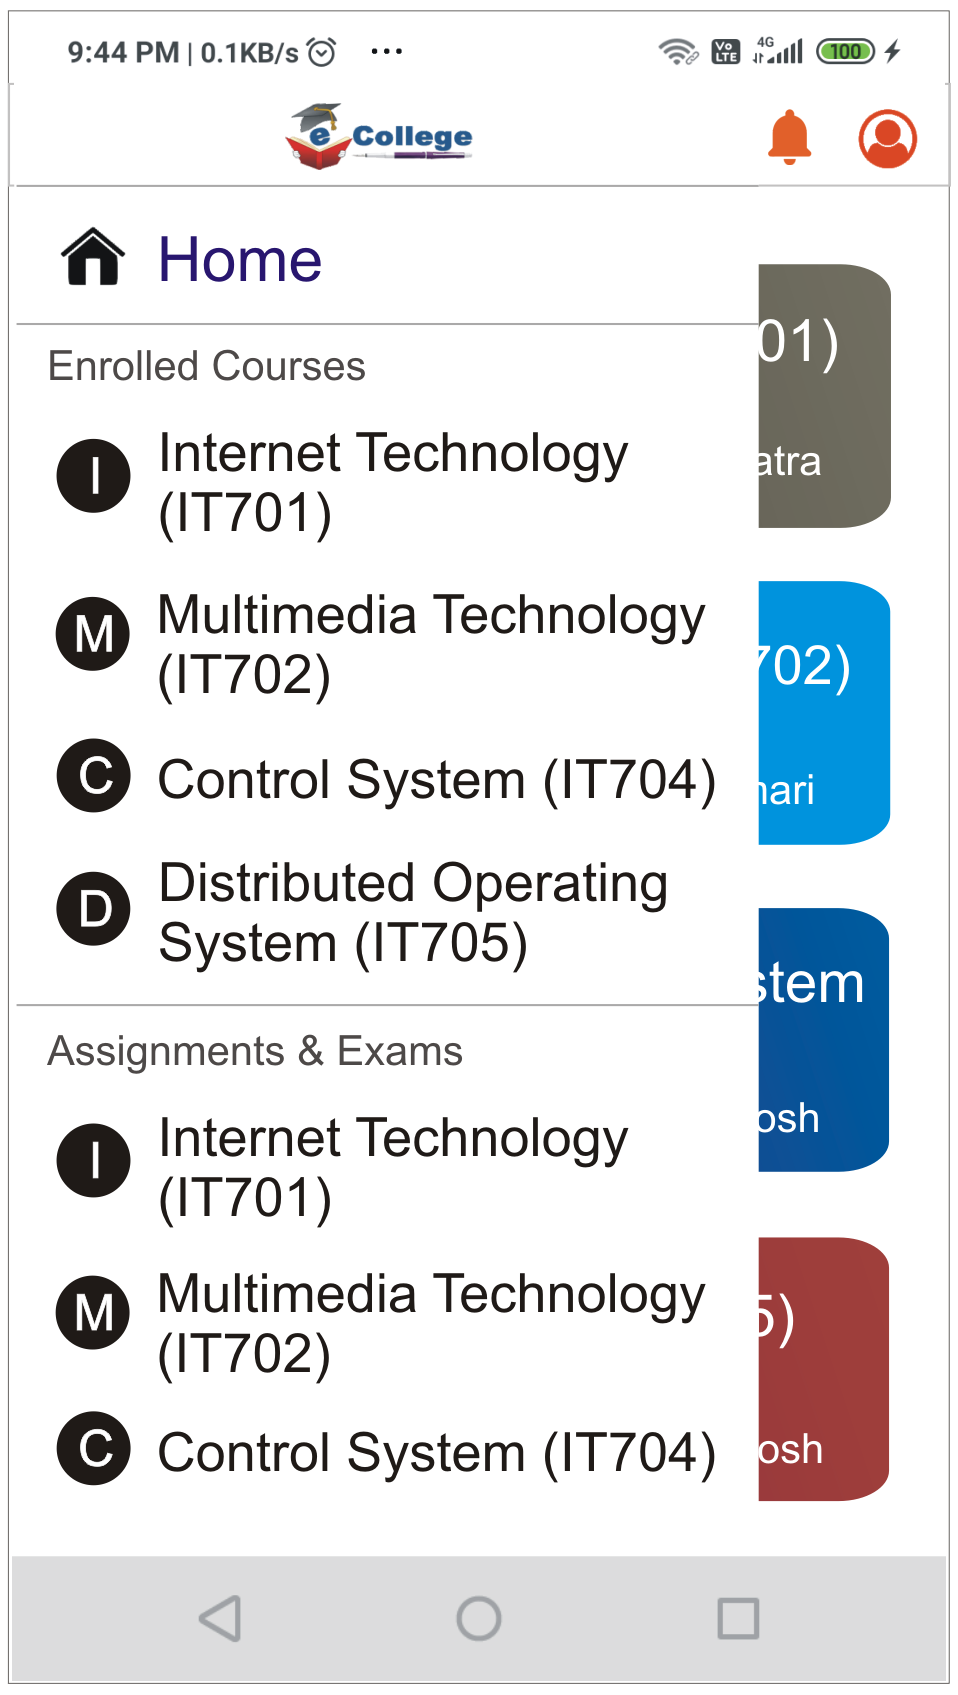 9:44 PM | 0.1KB/s
Vo LTE
4G
100
e College
Home
Enrolled Courses
I Internet Technology
(IT701)
M Multimedia Technology
(IT702)
C Control System (IT704)
D Distributed Operating
System (IT705)
Assignments & Exams
I Internet Technology
(IT701)
M Multimedia Technology
(IT702)
C Control System (IT704)
01)
atra
702)
hari
stem
osh
5)
osh